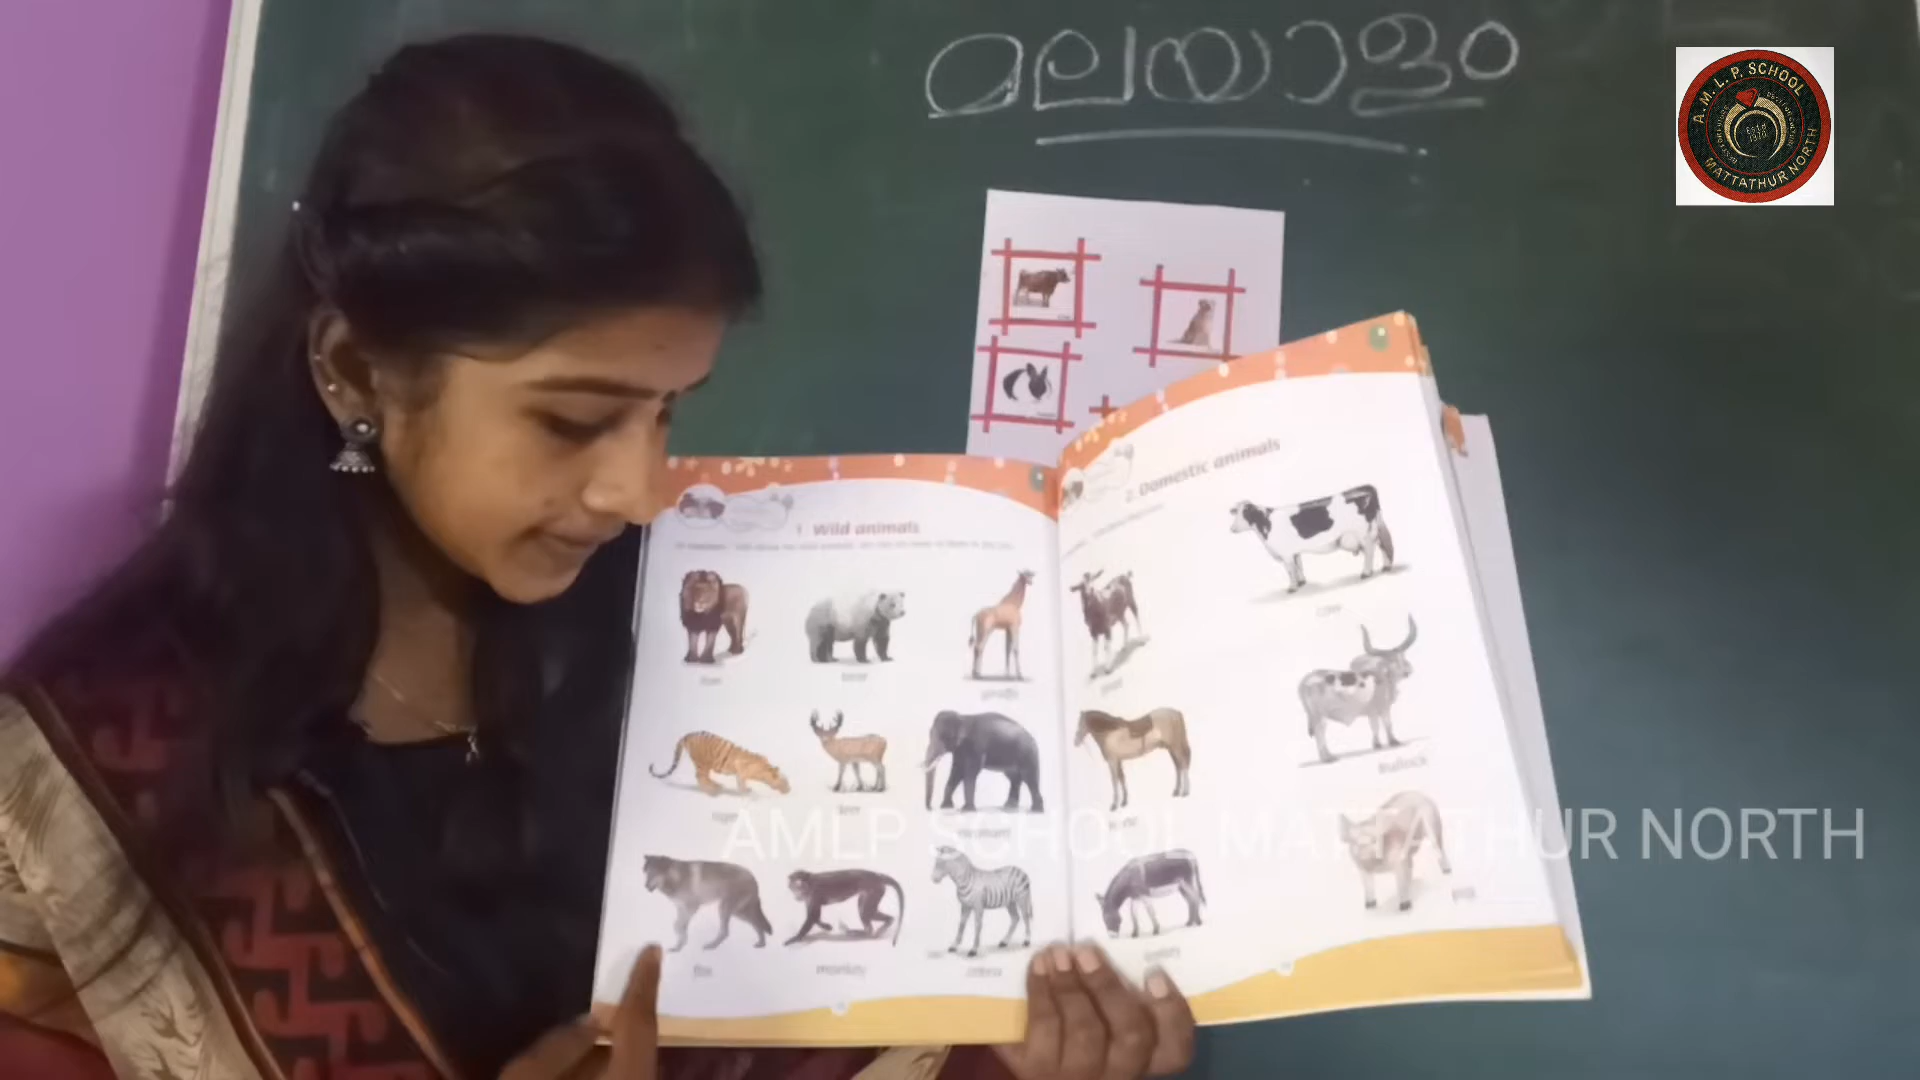 മലയാളം
A. M. L. P. SCHOOL
ESTD
MATTATHUR NORTH
1. Wild animals
2. Domestic animals
lion
bear
giraffe
cow
goat
tiger
deer
elephant
horse
Bullock
fox
monkey
zebra
donkey
pig
AMLP SCHOOL MATTATHUR NORTH